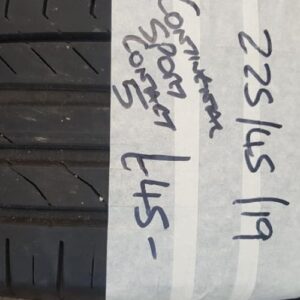 225/45/19
CONTINENTAL
SPORT
CONTACT
5
£45-